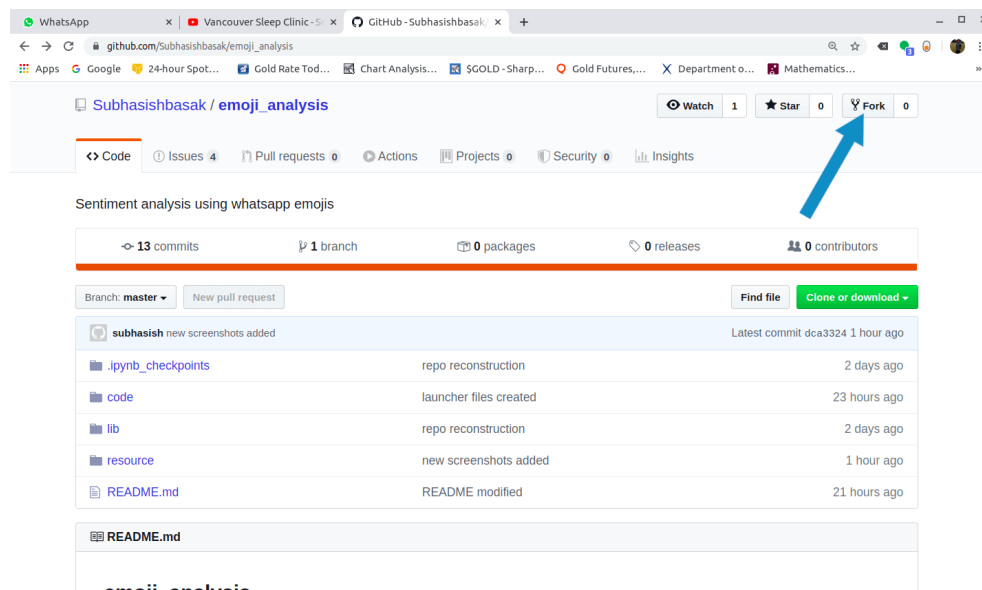 WhatsApp × Vancouver Sleep Clinic - S × GitHub - Subhasishbasak/ × +
github.com/Subhasishbasak/emoji_analysis
Apps Google 24-hour Spot... Gold Rate Tod... Chart Analysis... $GOLD - Sharp... Gold Futures,... Department o... Mathematics... »
Subhasishbasak / emoji_analysis
Watch 1 Star 0 Fork 0
Code Issues 4 Pull requests 0 Actions Projects 0 Security 0 Insights
Sentiment analysis using whatsapp emojis
13 commits 1 branch 0 packages 0 releases 0 contributors
Branch: master New pull request Find file Clone or download
subhasish new screenshots added Latest commit dca3324 1 hour ago
.ipynb_checkpoints repo reconstruction 2 days ago
code launcher files created 23 hours ago
lib repo reconstruction 2 days ago
resource new screenshots added 1 hour ago
README.md README modified 21 hours ago
README.md
emoji_analysis